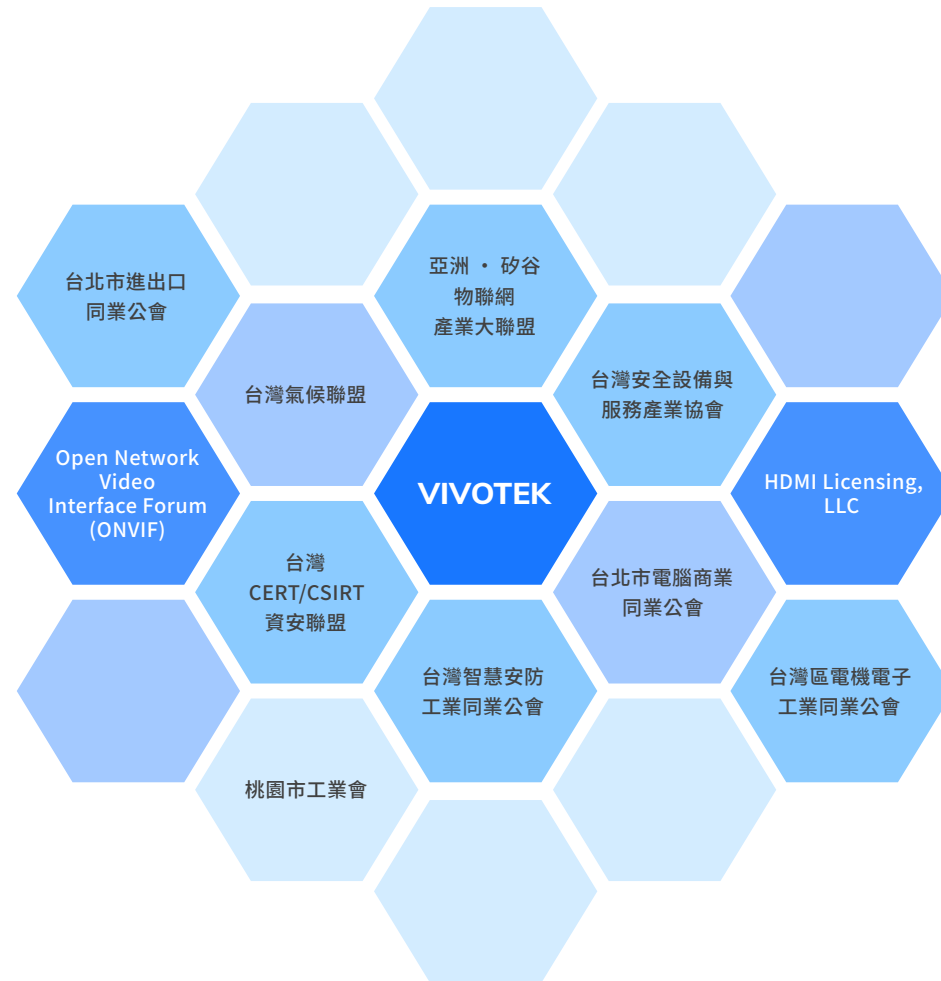 台北市進出口
同業公會
亞洲 · 矽谷
物聯網
產業大聯盟
台灣氣候聯盟
台灣安全設備與
服務產業協會
Open Network
Video
Interface Forum
(ONVIF)
VIVOTEK
HDMI Licensing,
LLC
台灣
CERT/CSIRT
資安聯盟
台北市電腦商業
同業公會
台灣智慧安防
工業同業公會
台灣區電機電子
工業同業公會
桃園市工業會